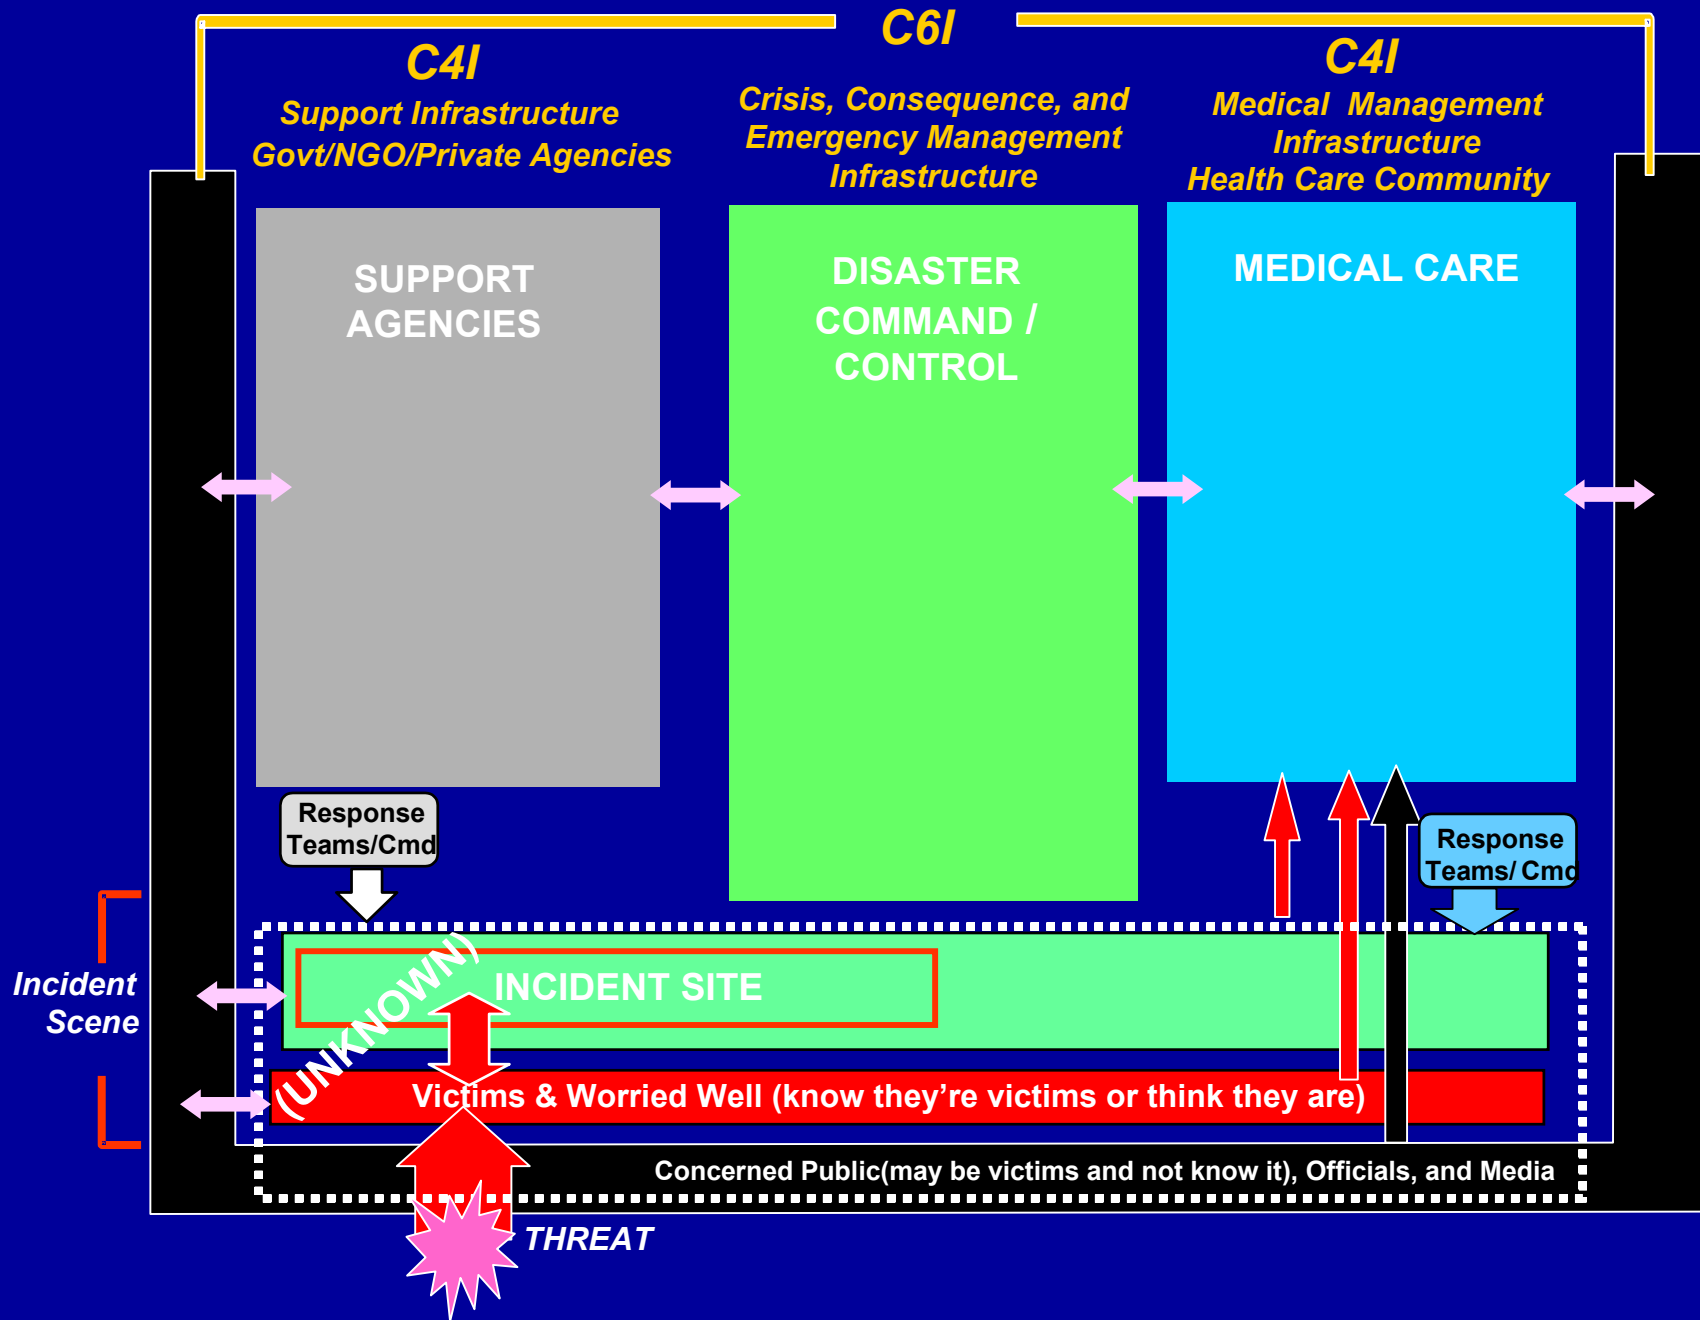 C6I
C4I
Support Infrastructure
Govt/NGO/Private Agencies
Crisis, Consequence, and
Emergency Management
Infrastructure
C4I
Medical Management
Infrastructure
Health Care Community
SUPPORT
AGENCIES
DISASTER
COMMAND /
CONTROL
MEDICAL CARE
Response
Teams/Cmd
Response
Teams/ Cmd
Incident
Scene
(UNKNOWN)
INCIDENT SITE
Victims & Worried Well (know they’re victims or think they are)
Concerned Public(may be victims and not know it), Officials, and Media
THREAT